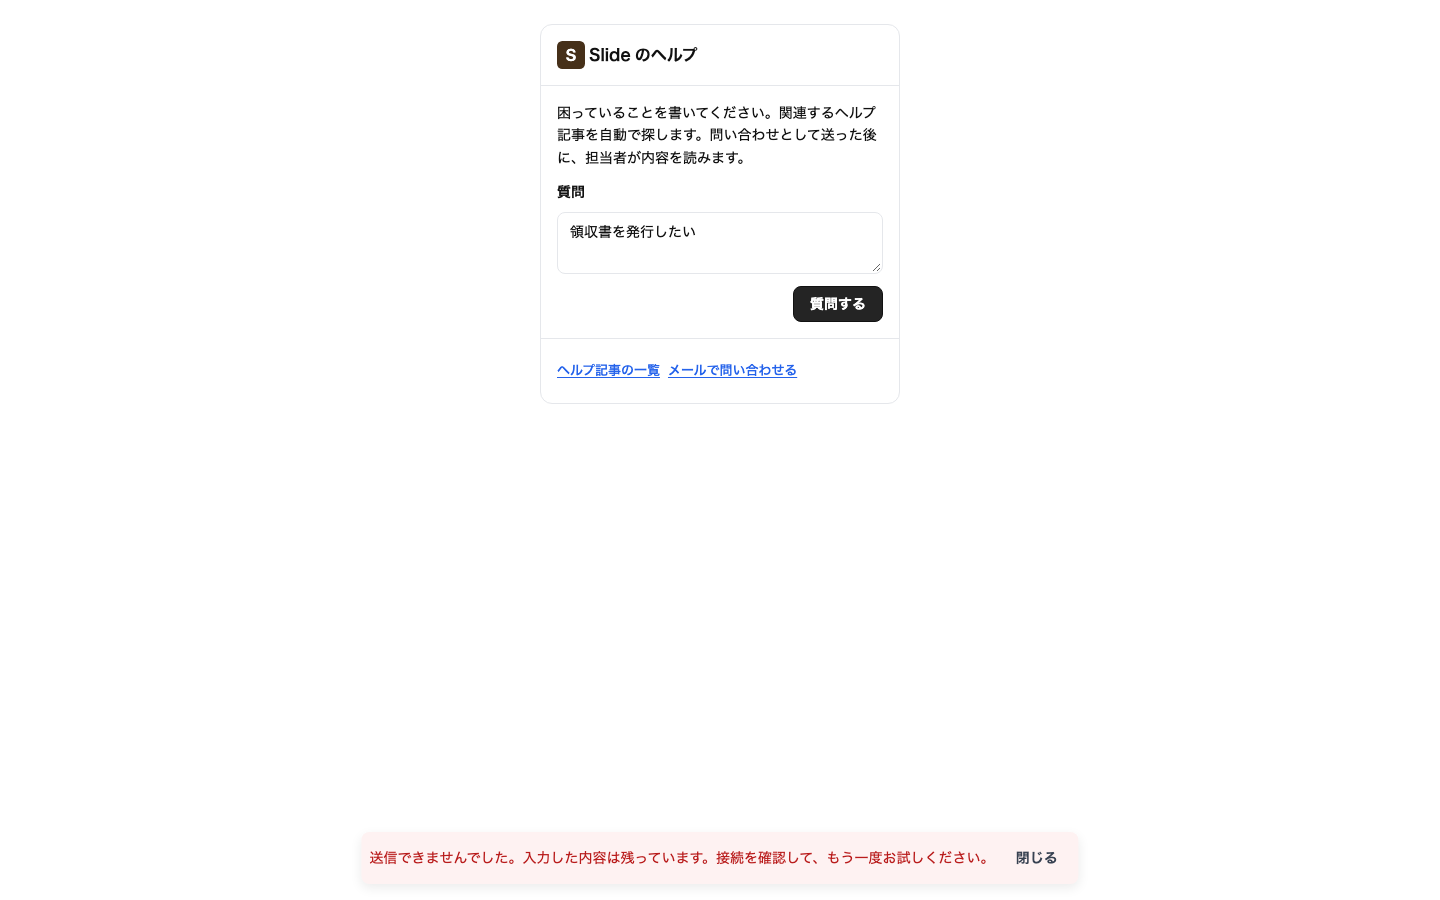 S Slide のヘルプ
困っていることを書いてください。関連するヘルプ
記事を自動で探します。問い合わせとして送った後
に、担当者が内容を読みます。
質問
領収書を発行したい
質問する
ヘルプ記事の一覧 メールで問い合わせる
送信できませんでした。入力した内容は残っています。接続を確認して、もう一度お試しください。 閉じる